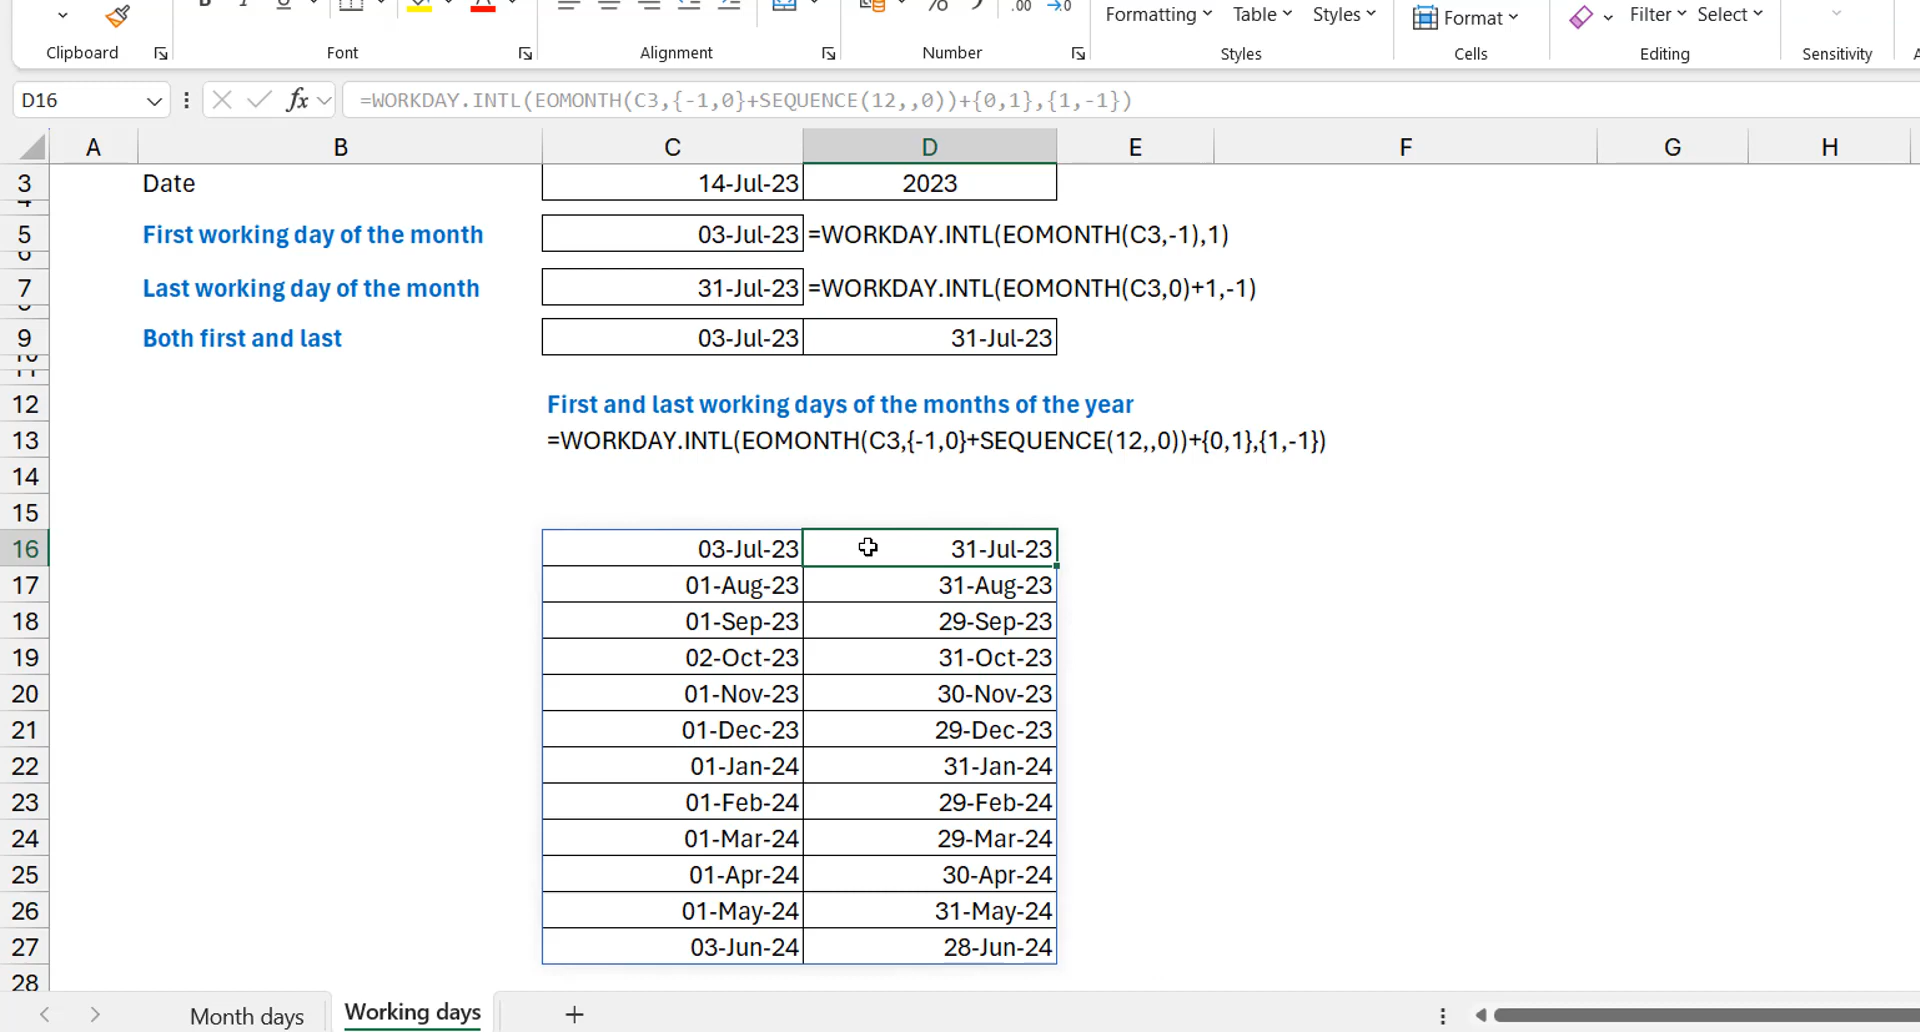 Formatting Table Styles Format Filter Select
Clipboard Font Alignment Number Styles Cells Editing Sensitivity
D16 fx =WORKDAY.INTL(EOMONTH(C3,{-1,0}+SEQUENCE(12,,0))+{0,1},{1,-1})
A B C D E F G H
3 Date 14-Jul-23 2023
5 First working day of the month 03-Jul-23 =WORKDAY.INTL(EOMONTH(C3,-1),1)
7 Last working day of the month 31-Jul-23 =WORKDAY.INTL(EOMONTH(C3,0)+1,-1)
9 Both first and last 03-Jul-23 31-Jul-23
12 First and last working days of the months of the year
13 =WORKDAY.INTL(EOMONTH(C3,{-1,0}+SEQUENCE(12,,0))+{0,1},{1,-1})
14
15
16 03-Jul-23 31-Jul-23
17 01-Aug-23 31-Aug-23
18 01-Sep-23 29-Sep-23
19 02-Oct-23 31-Oct-23
20 01-Nov-23 30-Nov-23
21 01-Dec-23 29-Dec-23
22 01-Jan-24 31-Jan-24
23 01-Feb-24 29-Feb-24
24 01-Mar-24 29-Mar-24
25 01-Apr-24 30-Apr-24
26 01-May-24 31-May-24
27 03-Jun-24 28-Jun-24
28
Month days Working days